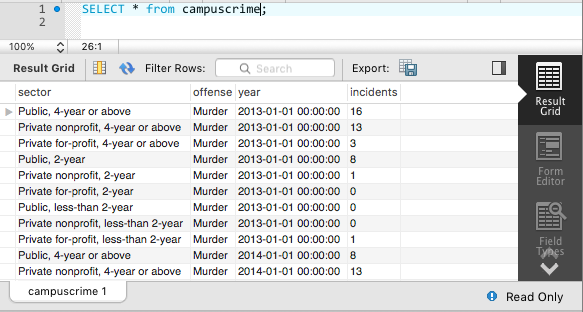 1 SELECT * from campuscrime;
2
100% 26:1
Result Grid Filter Rows: Search Export:
sector offense year incidents
Public, 4-year or above Murder 2013-01-01 00:00:00 16
Private nonprofit, 4-year or above Murder 2013-01-01 00:00:00 13
Private for-profit, 4-year or above Murder 2013-01-01 00:00:00 3
Public, 2-year Murder 2013-01-01 00:00:00 8
Private nonprofit, 2-year Murder 2013-01-01 00:00:00 1
Private for-profit, 2-year Murder 2013-01-01 00:00:00 0
Public, less-than 2-year Murder 2013-01-01 00:00:00 0
Private nonprofit, less-than 2-year Murder 2013-01-01 00:00:00 0
Private for-profit, less-than 2-year Murder 2013-01-01 00:00:00 1
Public, 4-year or above Murder 2014-01-01 00:00:00 8
Private nonprofit, 4-year or above Murder 2014-01-01 00:00:00 13
Result
Grid
Form
Editor
Field
Types
campuscrime 1
Read Only